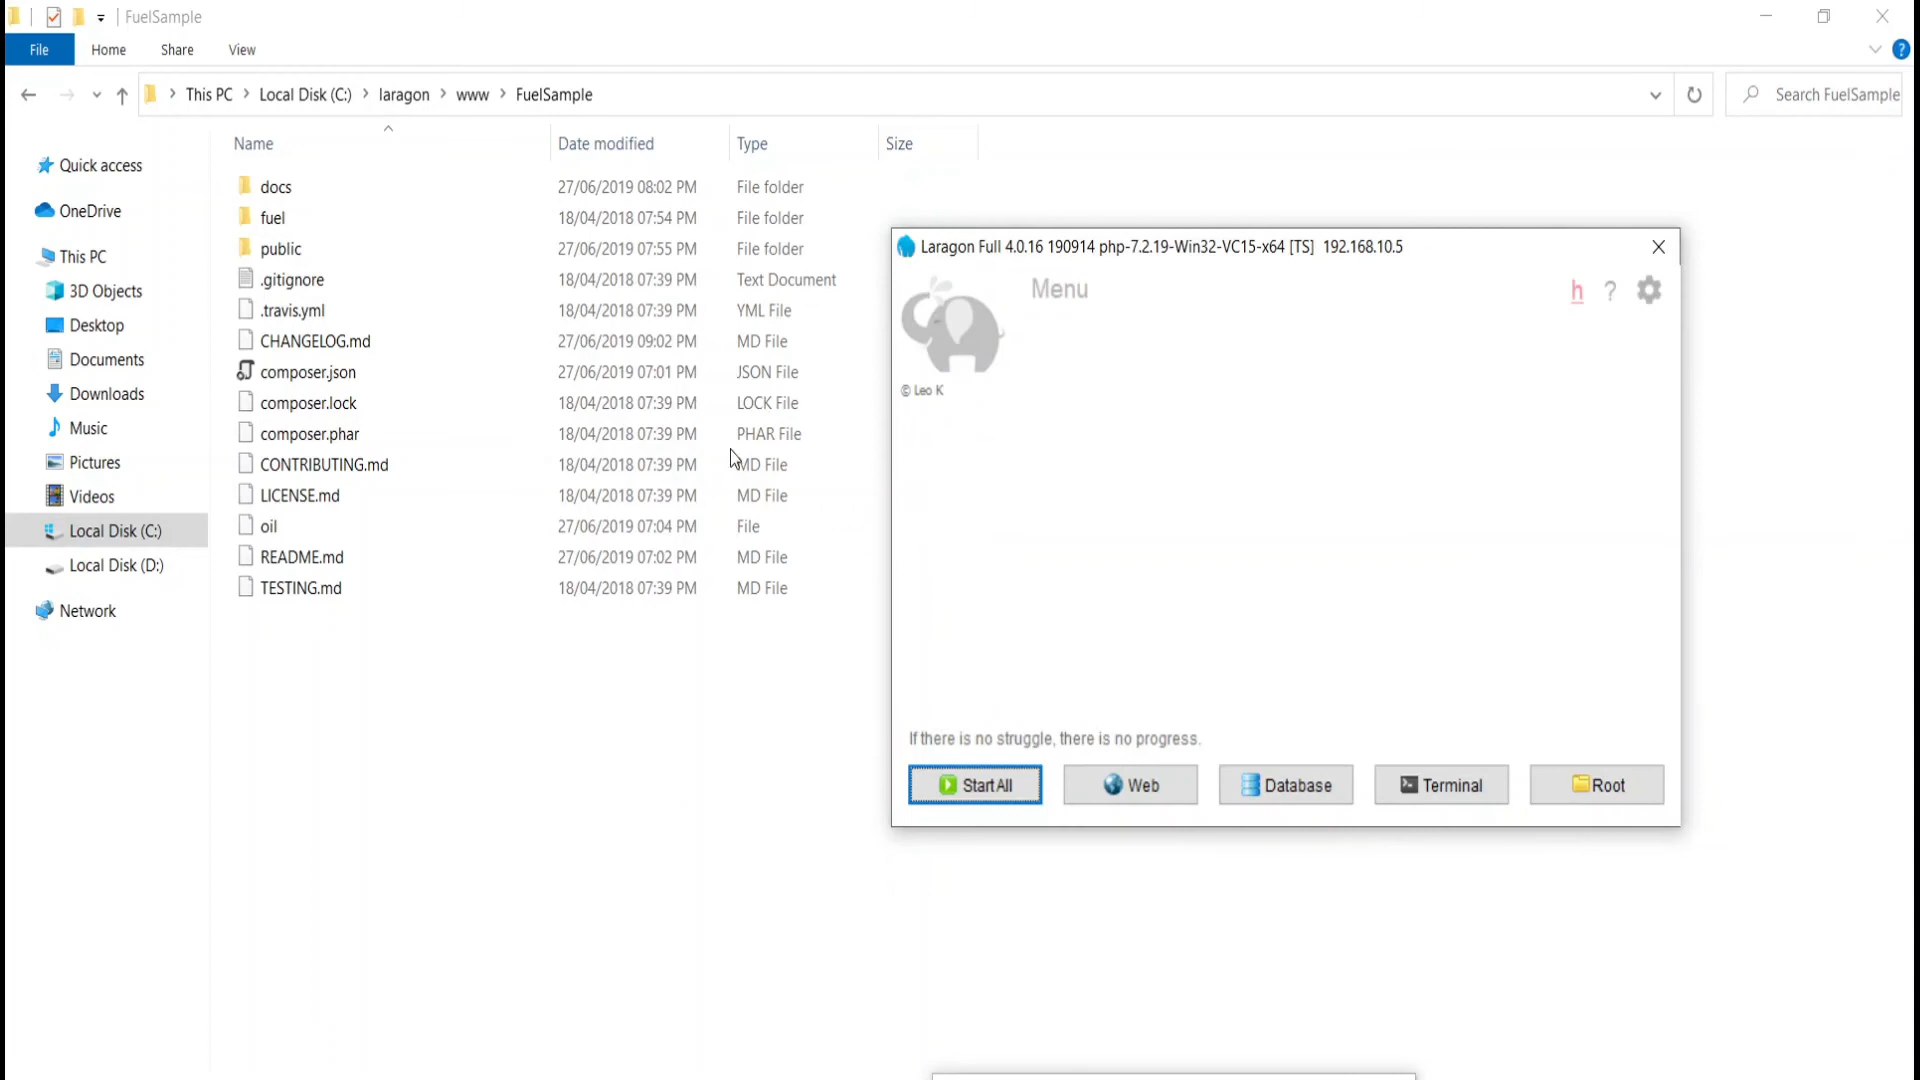 FuelSample
File Home Share View
This PC Local Disk (C:) laragon www FuelSample Search FuelSample
Name Date modified Type Size
Quick access
OneDrive
This PC
3D Objects
Desktop
Documents
Downloads
Music
Pictures
Videos
Local Disk (C:)
Local Disk (D:)
Network
docs 27/06/2019 08:02 PM File folder
fuel 18/04/2018 07:54 PM File folder
public 27/06/2019 07:55 PM File folder
.gitignore 18/04/2018 07:39 PM Text Document
.travis.yml 18/04/2018 07:39 PM YML File
CHANGELOG.md 27/06/2019 09:02 PM MD File
composer.json 27/06/2019 07:01 PM JSON File
composer.lock 18/04/2018 07:39 PM LOCK File
composer.phar 18/04/2018 07:39 PM PHAR File
CONTRIBUTING.md 18/04/2018 07:39 PM MD File
LICENSE.md 18/04/2018 07:39 PM MD File
oil 27/06/2019 07:04 PM File
README.md 27/06/2019 07:02 PM MD File
TESTING.md 18/04/2018 07:39 PM MD File
Laragon Full 4.0.16 190914 php-7.2.19-Win32-VC15-x64 [TS] 192.168.10.5
Menu h ?
© Leo K
If there is no struggle, there is no progress.
Start All Web Database Terminal Root